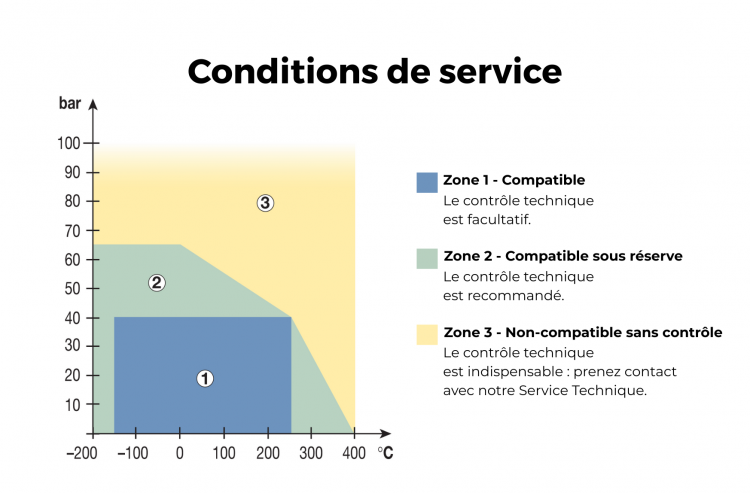 Conditions de service
bar
100
90
80
70
60
50
40
30
20
10
–200 –100 0 100 200 300 400 °C
3
2
1
Zone 1 - Compatible
Le contrôle technique
est facultatif.
Zone 2 - Compatible sous réserve
Le contrôle technique
est recommandé.
Zone 3 - Non-compatible sans contrôle
Le contrôle technique
est indispensable : prenez contact
avec notre Service Technique.